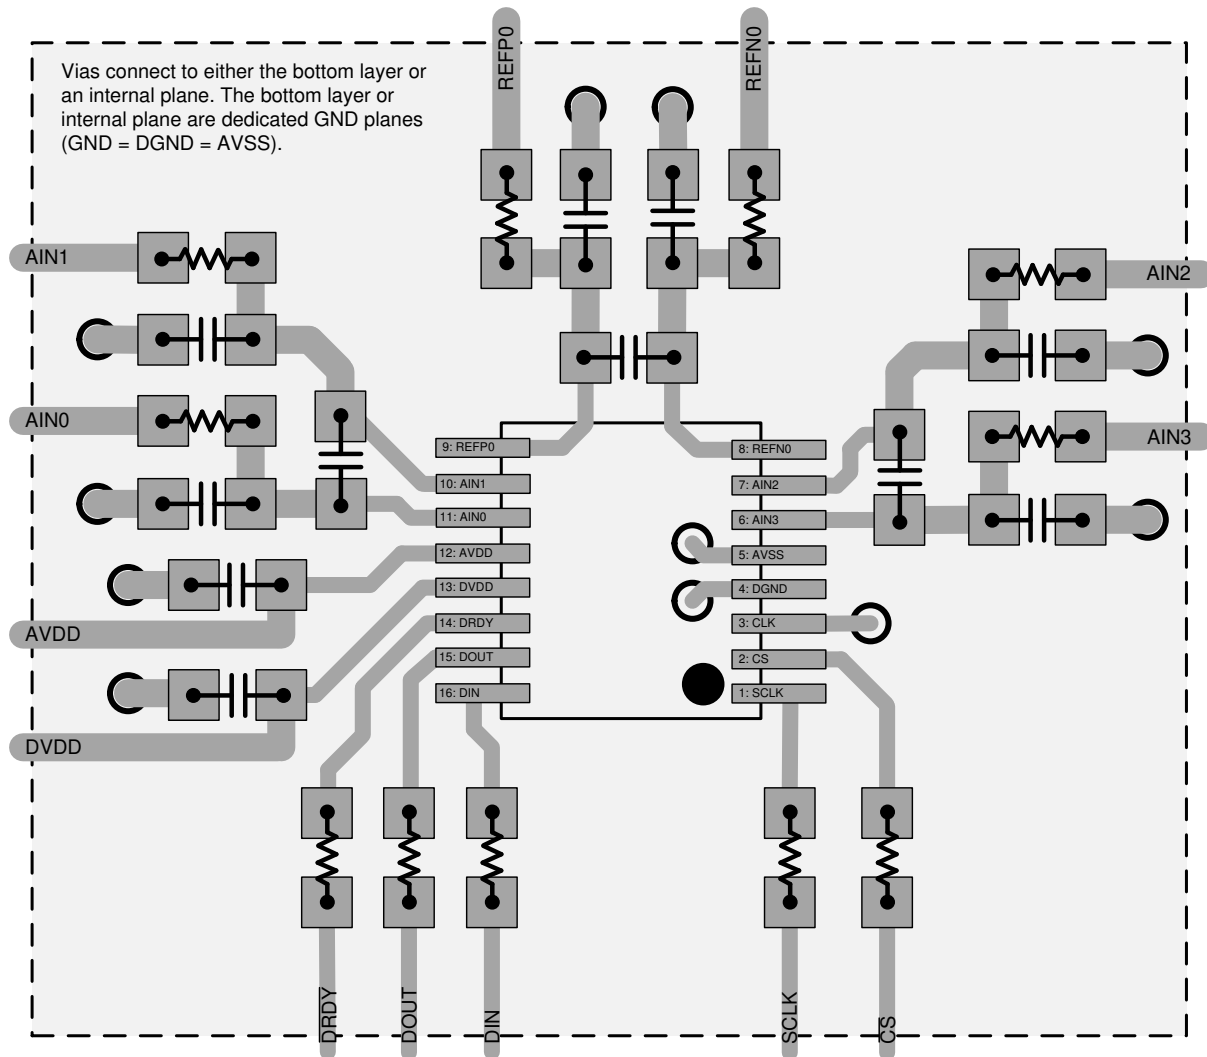 REFP0
REFN0
Vias connect to either the bottom layer or
an internal plane. The bottom layer or
internal plane are dedicated GND planes
(GND = DGND = AVSS).
AIN1
AIN2
AIN0
AIN3
9: REFP0
8: REFN0
10: AIN1
7: AIN2
11: AIN0
6: AIN3
12: AVDD
5: AVSS
13: DVDD
4: DGND
14: DRDY
3: CLK
15: DOUT
2: CS
16: DIN
1: SCLK
AVDD
DVDD
D̅R̅D̅Y̅
DOUT
DIN
SCLK
C̅S̅